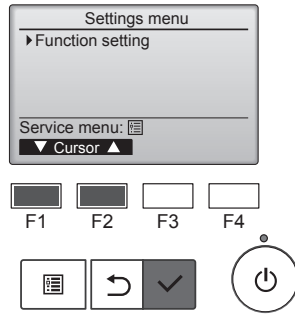 Settings menu
Function setting
Service menu:
▼ Cursor ▲
F1 F2 F3 F4